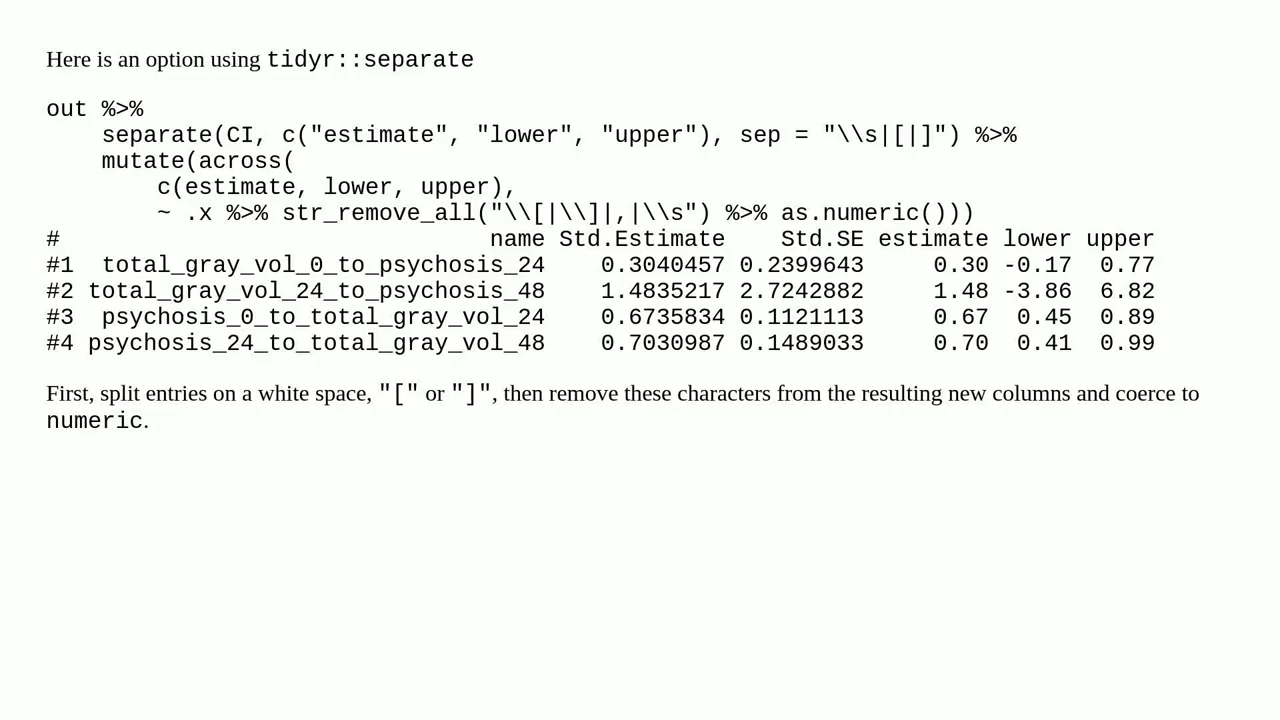 Here is an option using tidyr::separate
out %>%
    separate(CI, c("estimate", "lower", "upper"), sep = "\\s|[|]") %>%
    mutate(across(
        c(estimate, lower, upper),
        ~ .x %>% str_remove_all("\\[|\\]|,|\\s") %>% as.numeric()))
#                               name Std.Estimate    Std.SE estimate lower upper
#1  total_gray_vol_0_to_psychosis_24    0.3040457 0.2399643     0.30 -0.17  0.77
#2 total_gray_vol_24_to_psychosis_48    1.4835217 2.7242882     1.48 -3.86  6.82
#3  psychosis_0_to_total_gray_vol_24    0.6735834 0.1121113     0.67  0.45  0.89
#4 psychosis_24_to_total_gray_vol_48    0.7030987 0.1489033     0.70  0.41  0.99
First, split entries on a white space, "[" or "]", then remove these characters from the resulting new columns and coerce to
numeric.